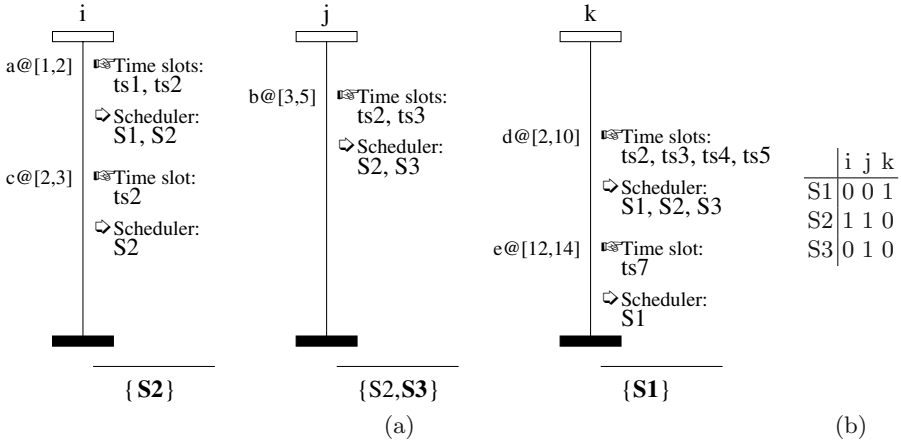 i
a@[1,2]
☞Time slots:
ts1, ts2
➩Scheduler:
S1, S2
c@[2,3]
☞Time slot:
ts2
➩Scheduler:
S2
{S2}
j
b@[3,5]
☞Time slots:
ts2, ts3
➩Scheduler:
S2, S3
{S2,S3}
k
d@[2,10]
☞Time slots:
ts2, ts3, ts4, ts5
➩Scheduler:
S1, S2, S3
e@[12,14]
☞Time slot:
ts7
➩Scheduler:
S1
{S1}
(a)
i j k
S1 0 0 1
S2 1 1 0
S3 0 1 0
(b)